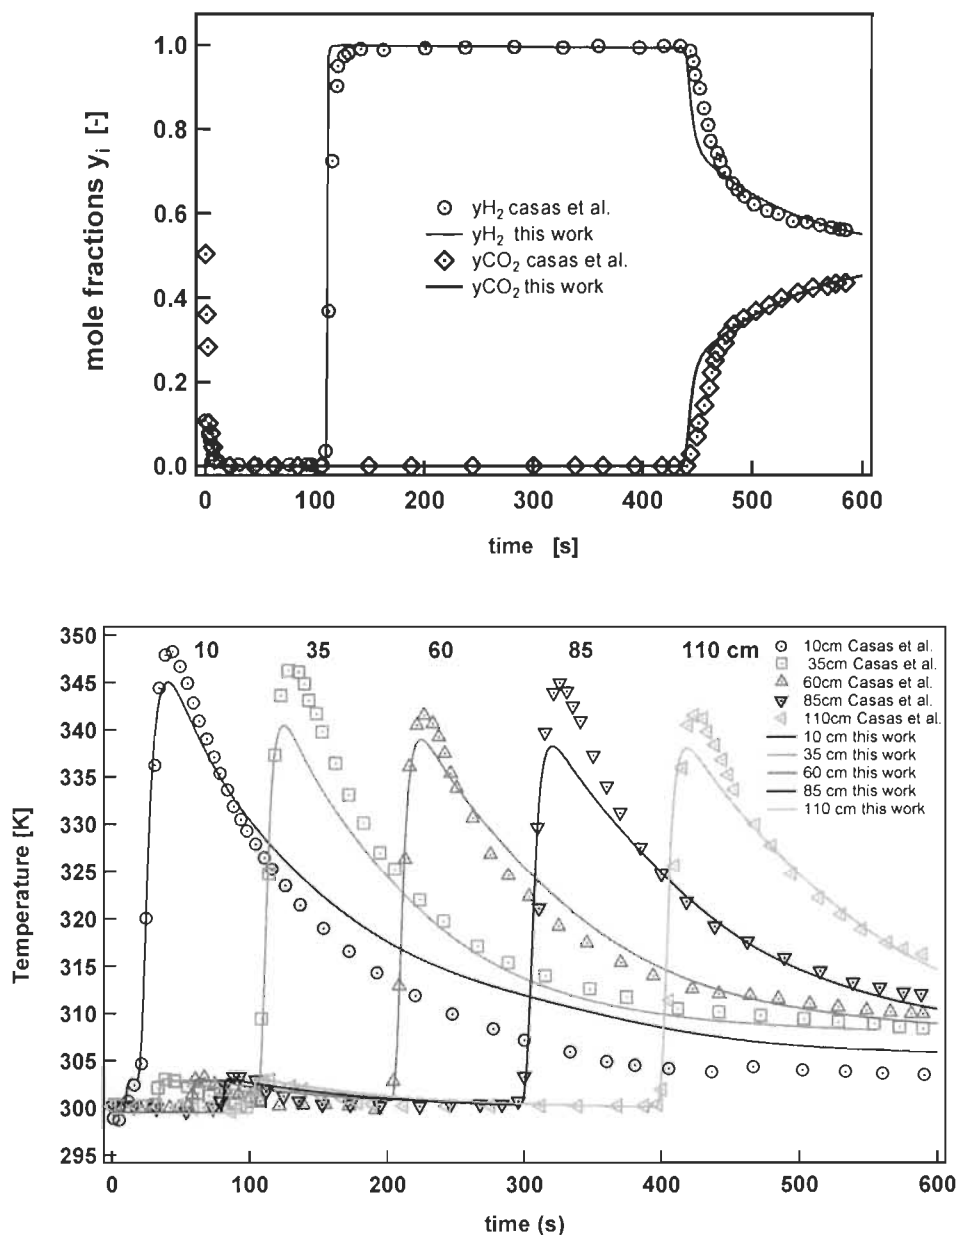 1.0
0.8
0.6
0.4
0.2
0.0
mole fractions yi [-]
yH2 casas et al.
yH2 this work
yCO2 casas et al.
yCO2 this work
0 100 200 300 400 500 600
time [s]
350
345
340
335
330
325
320
315
310
305
300
295
Temperature [K]
10 35 60 85 110 cm
10cm Casas et al.
35cm Casas et al.
60cm Casas et al.
85cm Casas et al.
110cm Casas et al.
10 cm this work
35 cm this work
60 cm this work
85 cm this work
110 cm this work
0 100 200 300 400 500 600
time (s)